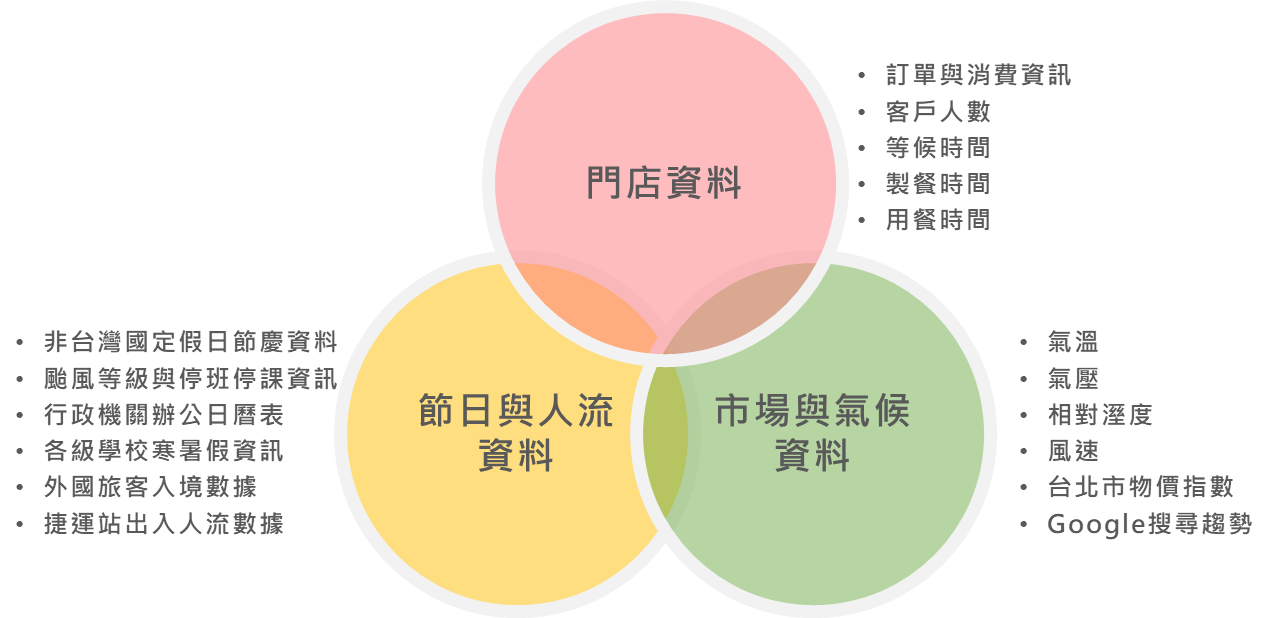 門店資料
• 訂單與消費資訊
• 客戶人數
• 等候時間
• 製餐時間
• 用餐時間
節日與人流
資料
• 非台灣國定假日節慶資料
• 颱風等級與停班停課資訊
• 行政機關辦公日曆表
• 各級學校寒暑假資訊
• 外國旅客入境數據
• 捷運站出入人流數據
市場與氣候
資料
• 氣溫
• 氣壓
• 相對溼度
• 風速
• 台北市物價指數
• Google搜尋趨勢